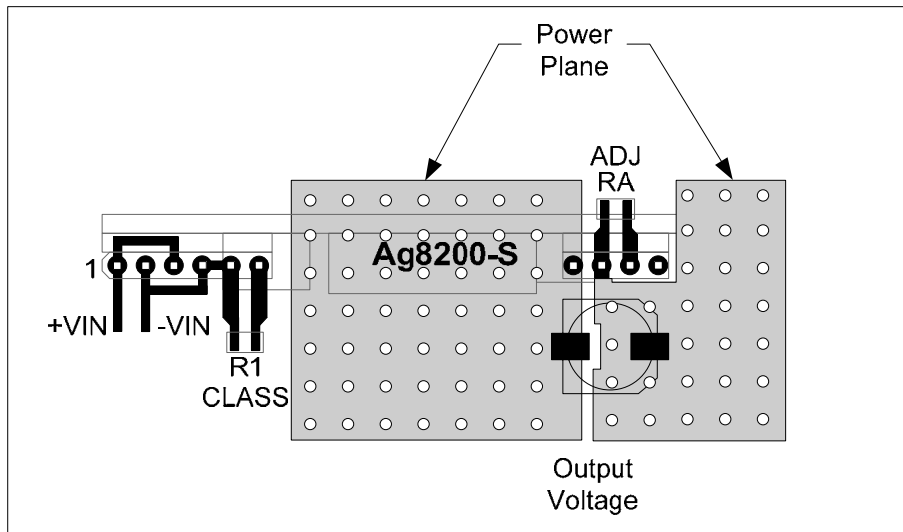 Power
Plane
ADJ
RA
Ag8200-S
1
+VIN
-VIN
R1
CLASS
Output
Voltage